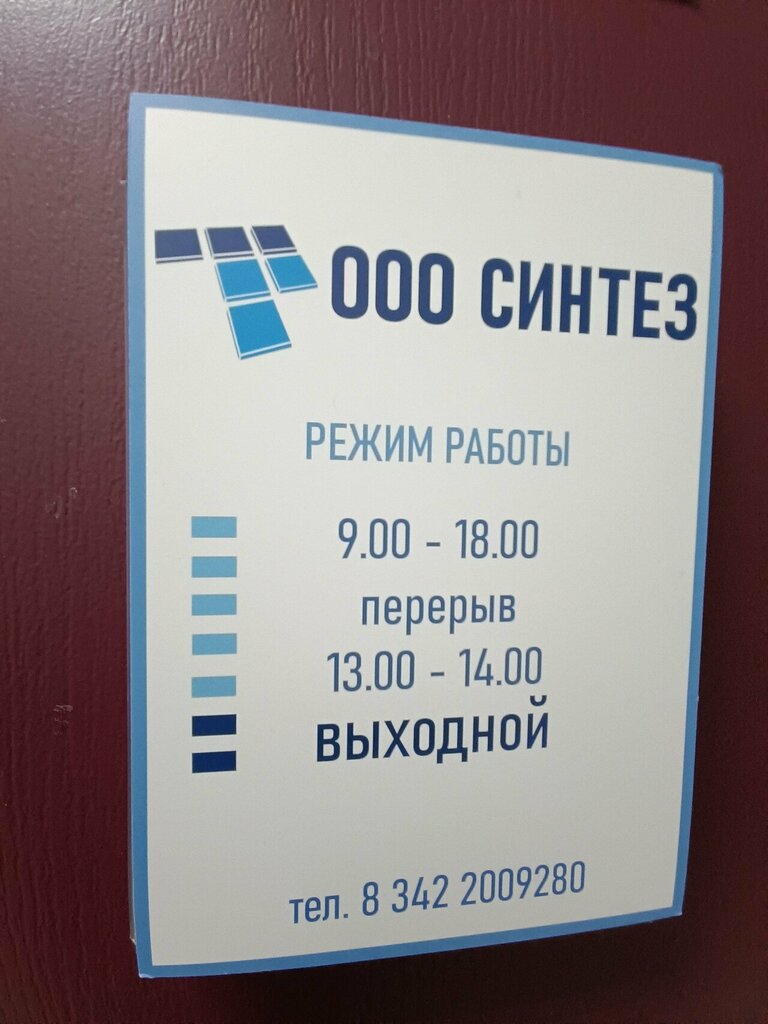 ООО СИНТЕЗ
РЕЖИМ РАБОТЫ
9.00 - 18.00
перерыв
13.00 - 14.00
ВЫХОДНОЙ
тел. 8 342 2009280